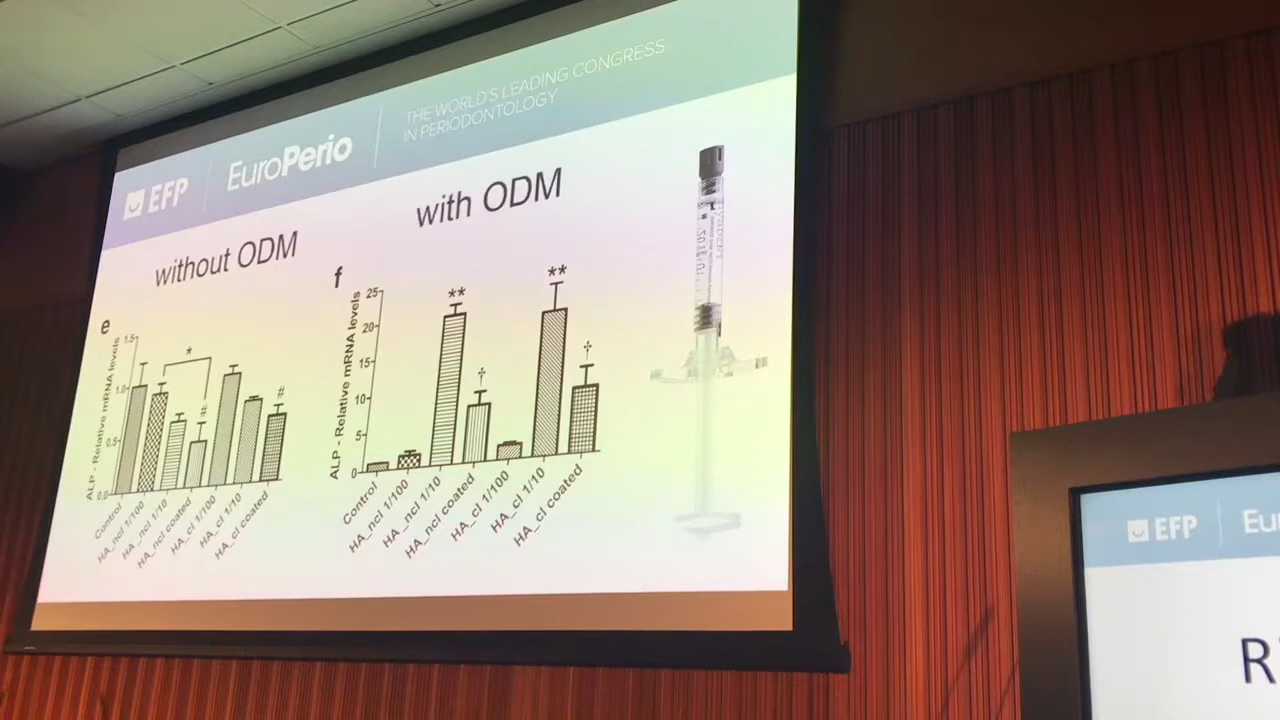 EFP
EuroPerio
THE WORLD'S LEADING CONGRESS
IN PERIODONTOLOGY
without ODM
with ODM
e
ALP - Relative mRNA levels
1.5
1.0
0.5
0.0
*
#
#
Control
HA_ncl 1/100
HA_ncl 1/10
HA_ncl coated
HA_cl 1/100
HA_cl 1/10
HA_cl coated
f
ALP - Relative mRNA levels
25
20
15
10
5
0
**
†
**
†
Control
HA_ncl 1/100
HA_ncl 1/10
HA_ncl coated
HA_cl 1/100
HA_cl 1/10
HA_cl coated
EFP
Eu
R